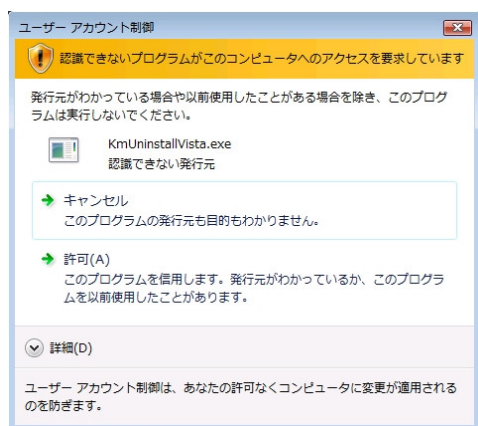 ユーザー アカウント制御
認識できないプログラムがこのコンピュータへのアクセスを要求しています
発行元がわかっている場合や以前使用したことがある場合を除き、このプログ
ラムは実行しないでください。
KmUninstallVista.exe
認識できない発行元
キャンセル
このプログラムの発行元も目的もわかりません。
許可(A)
このプログラムを信用します。発行元がわかっているか、このプログラ
ムを以前使用したことがあります。
詳細(D)
ユーザー アカウント制御は、あなたの許可なくコンピュータに変更が適用される
のを防ぎます。